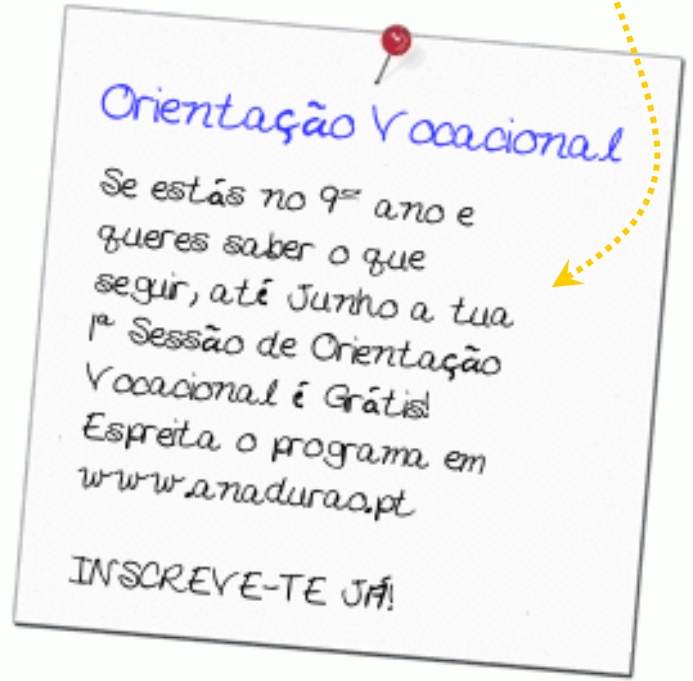 Orientação Vocacional
Se estás no 9º ano e
queres saber o que
seguir, até Junho a tua
1ª Sessão de Orientação
Vocacional é Grátis!
Espreita o programa em
www.anadurao.pt
INSCREVE-TE JÁ!